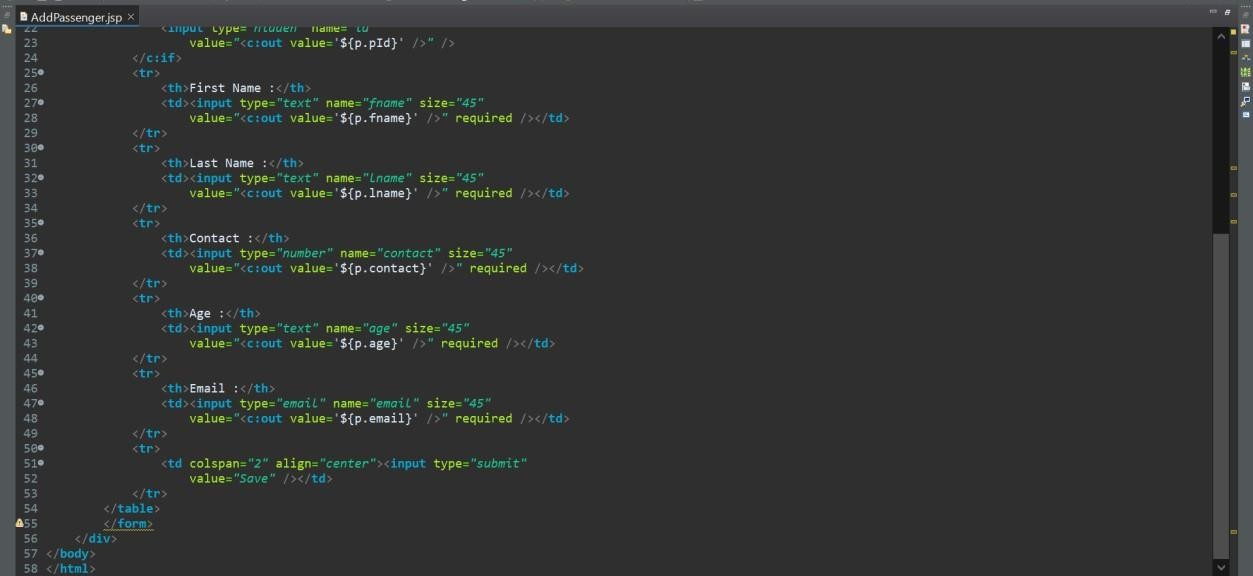 AddPassenger.jsp
22 <input type="hidden" name="id"
23 value="<c:out value='${p.pId}' />" />
24 </c:if>
25 <tr>
26 <th>First Name :</th>
27 <td><input type="text" name="fname" size="45"
28 value="<c:out value='${p.fname}' />" required /></td>
29 </tr>
30 <tr>
31 <th>Last Name :</th>
32 <td><input type="text" name="lname" size="45"
33 value="<c:out value='${p.lname}' />" required /></td>
34 </tr>
35 <tr>
36 <th>Contact :</th>
37 <td><input type="number" name="contact" size="45"
38 value="<c:out value='${p.contact}' />" required /></td>
39 </tr>
40 <tr>
41 <th>Age :</th>
42 <td><input type="text" name="age" size="45"
43 value="<c:out value='${p.age}' />" required /></td>
44 </tr>
45 <tr>
46 <th>Email :</th>
47 <td><input type="email" name="email" size="45"
48 value="<c:out value='${p.email}' />" required /></td>
49 </tr>
50 <tr>
51 <td colspan="2" align="center"><input type="submit"
52 value="Save" /></td>
53 </tr>
54 </table>
55 </form>
56 </div>
57 </body>
58 </html>